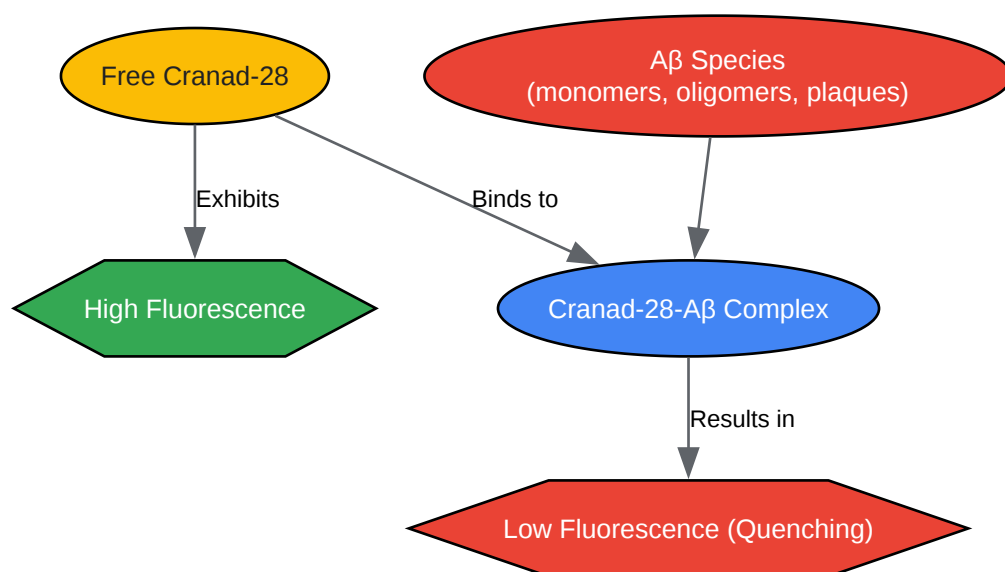 Free Cranad-28
Aβ Species
(monomers, oligomers, plaques)
Exhibits
Binds to
High Fluorescence
Cranad-28-Aβ Complex
Results in
Low Fluorescence (Quenching)